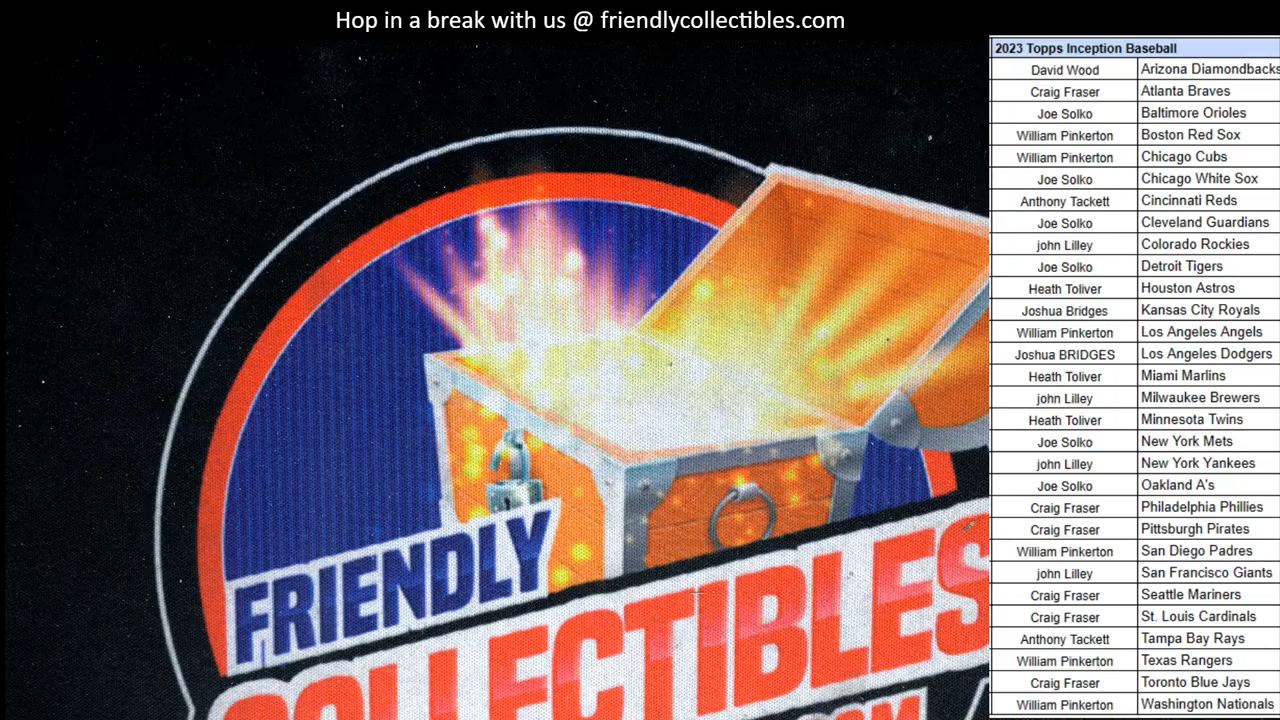 Hop in a break with us @ friendlycollectibles.com
2023 Topps Inception Baseball
David Wood Arizona Diamondbacks
Craig Fraser Atlanta Braves
Joe Solko Baltimore Orioles
William Pinkerton Boston Red Sox
William Pinkerton Chicago Cubs
Joe Solko Chicago White Sox
Anthony Tackett Cincinnati Reds
Joe Solko Cleveland Guardians
john Lilley Colorado Rockies
Joe Solko Detroit Tigers
Heath Toliver Houston Astros
Joshua Bridges Kansas City Royals
William Pinkerton Los Angeles Angels
Joshua BRIDGES Los Angeles Dodgers
Heath Toliver Miami Marlins
john Lilley Milwaukee Brewers
Heath Toliver Minnesota Twins
Joe Solko New York Mets
john Lilley New York Yankees
Joe Solko Oakland A's
Craig Fraser Philadelphia Phillies
Craig Fraser Pittsburgh Pirates
William Pinkerton San Diego Padres
john Lilley San Francisco Giants
Craig Fraser Seattle Mariners
Craig Fraser St. Louis Cardinals
Anthony Tackett Tampa Bay Rays
William Pinkerton Texas Rangers
Craig Fraser Toronto Blue Jays
William Pinkerton Washington Nationals
FRIENDLY
COLLECTIBLES